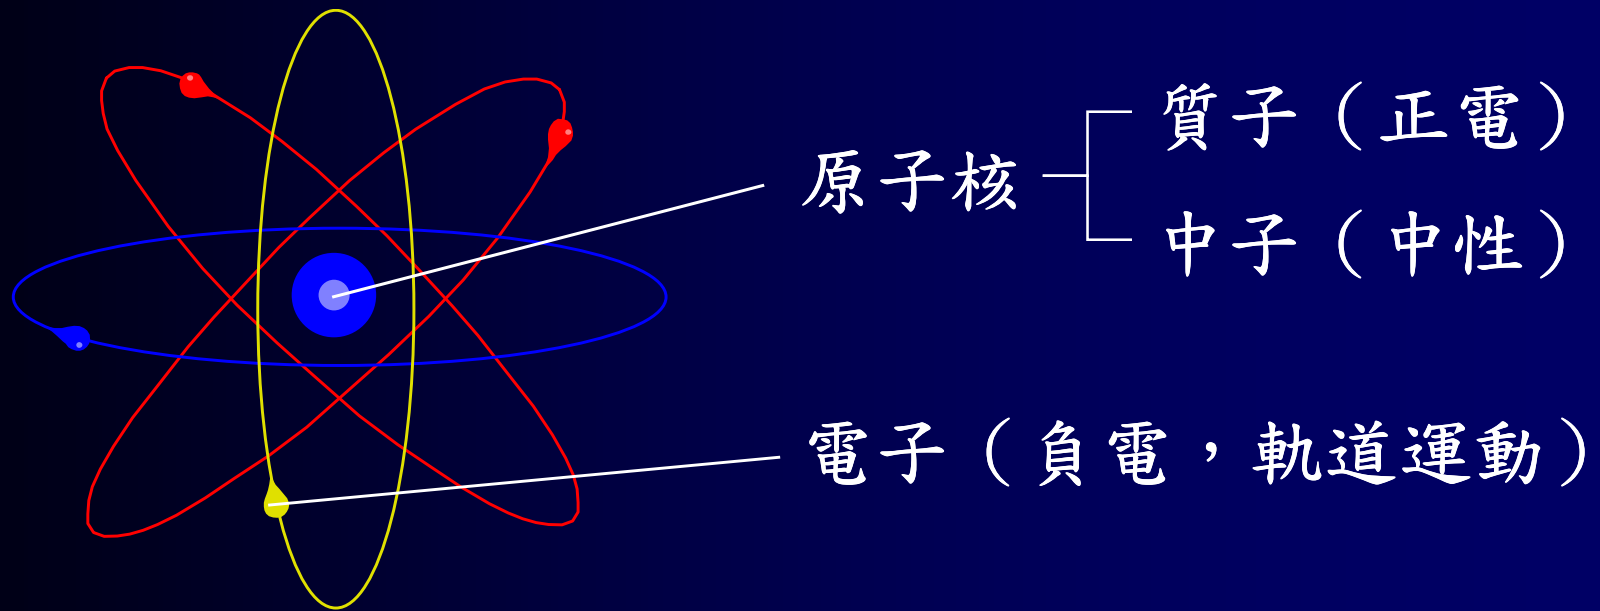 質子（正電）
原子核
中子（中性）
電子（負電，軌道運動）